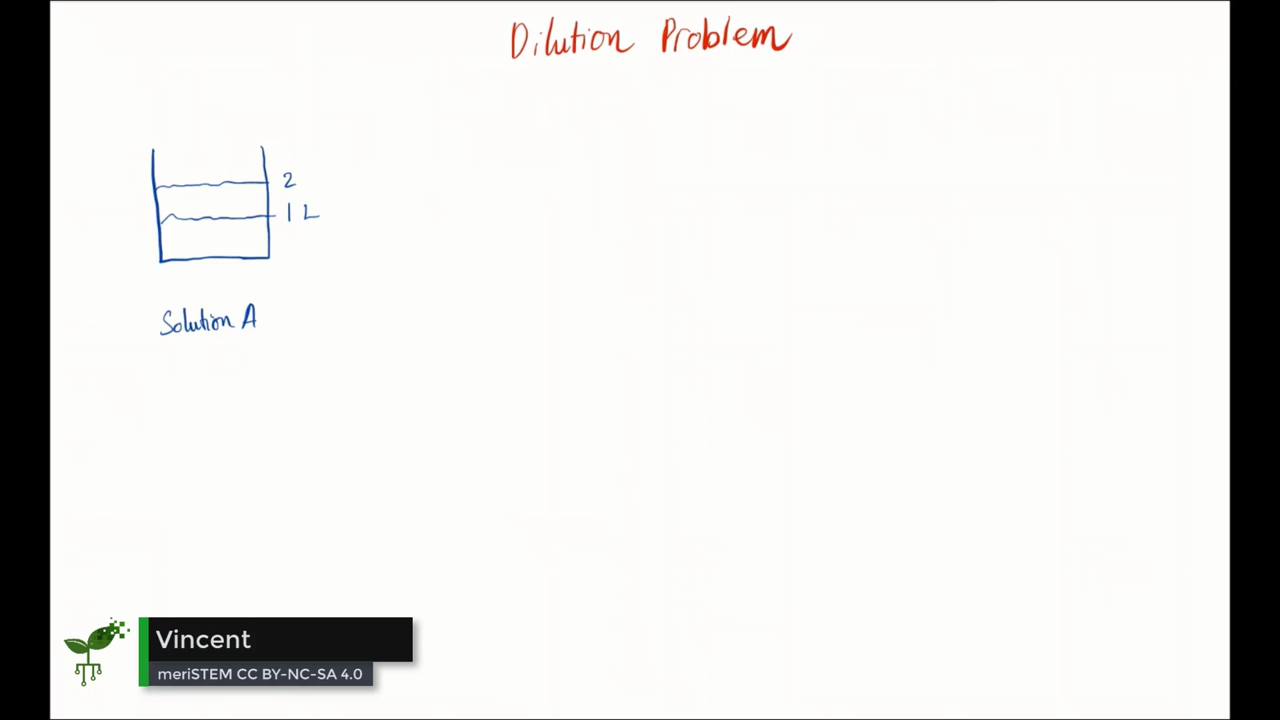 Dilution Problem
2
1 L
Solution A
Vincent
meriSTEM CC BY-NC-SA 4.0